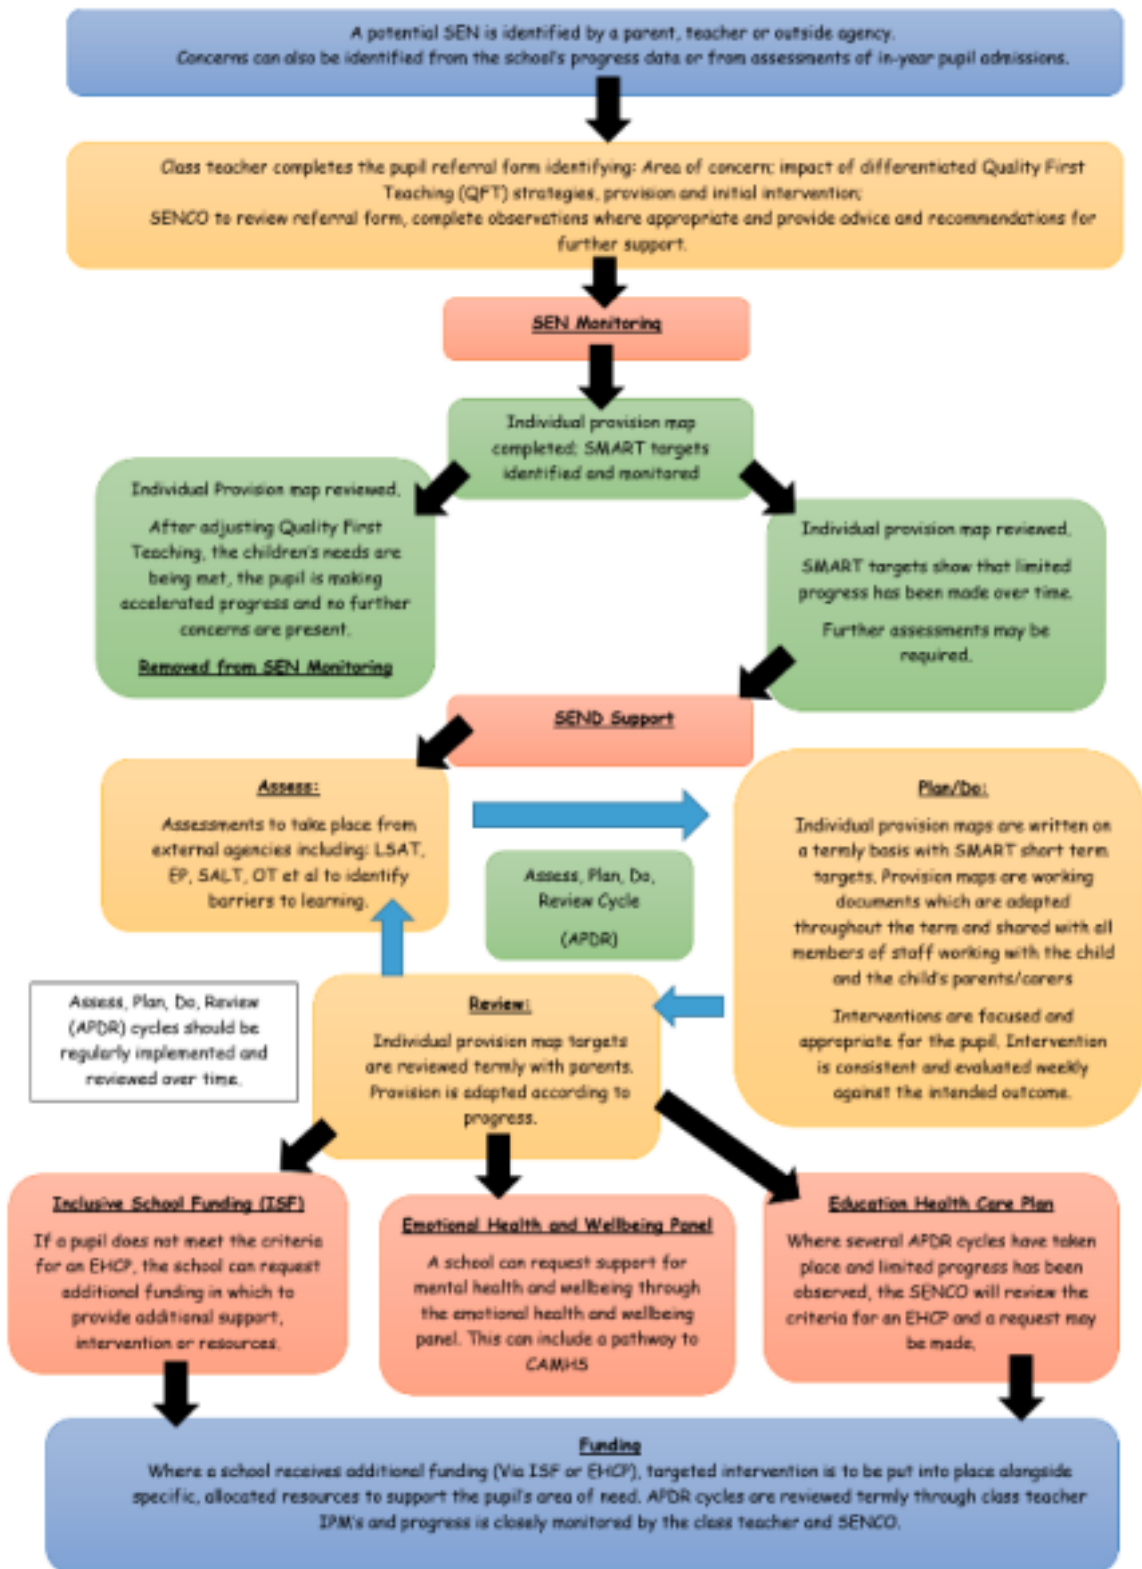 A potential SEN is identified by a parent, teacher or outside agency.
Concerns can also be identified from the school's progress data or from assessments of in-year pupil admissions.
Class teacher completes the pupil referral form identifying: Area of concern; impact of differentiated Quality First
Teaching (QFT) strategies, provision and initial intervention;
SENCO to review referral form, complete observations where appropriate and provide advice and recommendations for
further support.
SEN Monitoring
Individual provision map
completed; SMART targets
identified and monitored
Individual Provision map reviewed.
After adjusting Quality First
Teaching, the children's needs are
being met, the pupil is making
accelerated progress and no further
concerns are present.
Removed from SEN Monitoring
Individual provision map reviewed.
SMART targets show that limited
progress has been made over time.
Further assessments may be
required.
SEND Support
Assess:
Assessments to take place from
external agencies including: LSAT,
EP, SALT, OT et al to identify
barriers to learning.
Assess, Plan, Do,
Review Cycle
(APDR)
Plan/Do:
Individual provision maps are written on
a termly basis with SMART short term
targets. Provision maps are working
documents which are adapted
throughout the term and shared with all
members of staff working with the child
and the child's parents/carers
Interventions are focused and
appropriate for the pupil. Intervention
is consistent and evaluated weekly
against the intended outcome.
Assess, Plan, Do, Review
(APDR) cycles should be
regularly implemented and
reviewed over time.
Review:
Individual provision map targets
are reviewed termly with parents.
Provision is adapted according to
progress.
Inclusive School Funding (ISF)
If a pupil does not meet the criteria
for an EHCP, the school can request
additional funding in which to
provide additional support,
intervention or resources.
Emotional Health and Wellbeing Panel
A school can request support for
mental health and wellbeing through
the emotional health and wellbeing
panel. This can include a pathway to
CAMHS
Education Health Care Plan
Where several APDR cycles have taken
place and limited progress has been
observed, the SENCO will review the
criteria for an EHCP and a request may
be made.
Funding
Where a school receives additional funding (Via ISF or EHCP), targeted intervention is to be put into place alongside
specific, allocated resources to support the pupil's area of need. APDR cycles are reviewed termly through class teacher
IPM's and progress is closely monitored by the class teacher and SENCO.